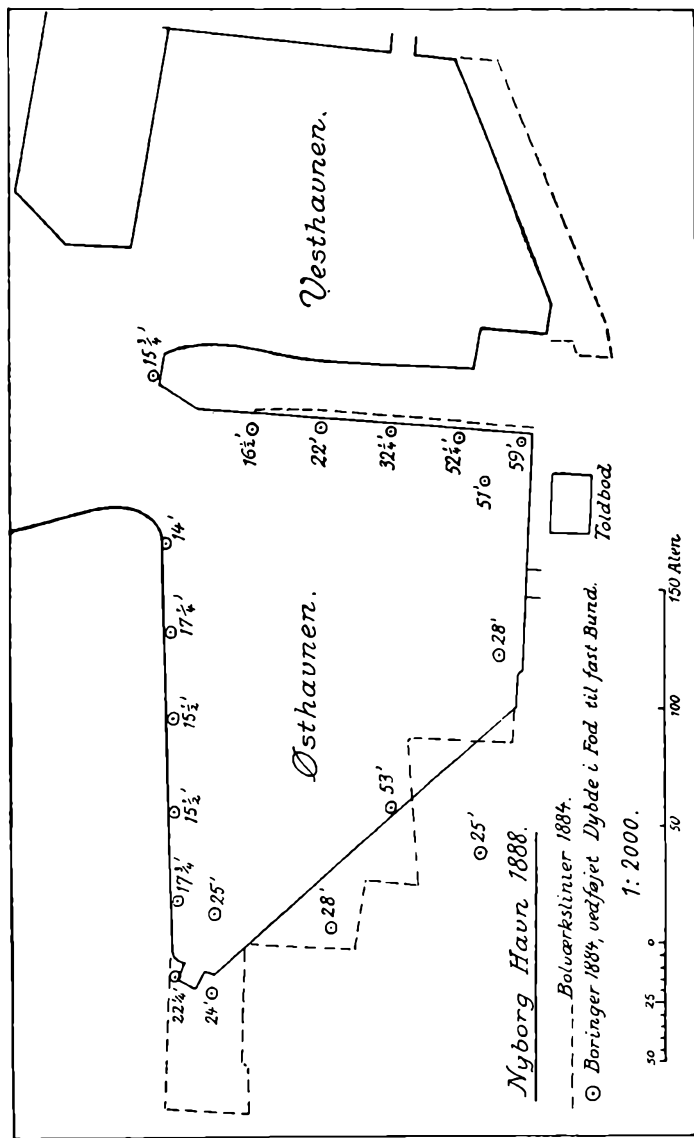 15¾'
14'
17¼'
15½'
15½'
17¾'
22¼'
25'
24'
16½'
Østhavnen.
Vesthavnen.
22'
28'
53'
32¼'
52¼'
25'
51'
28'
59'
Nyborg Havn 1888.
Bolværkslinier 1884.
Boringer 1884, vedføjet Dybde i Fod til fast Bund.
Toldbod
1: 2000.
50 25 0 50 100 150 Alen